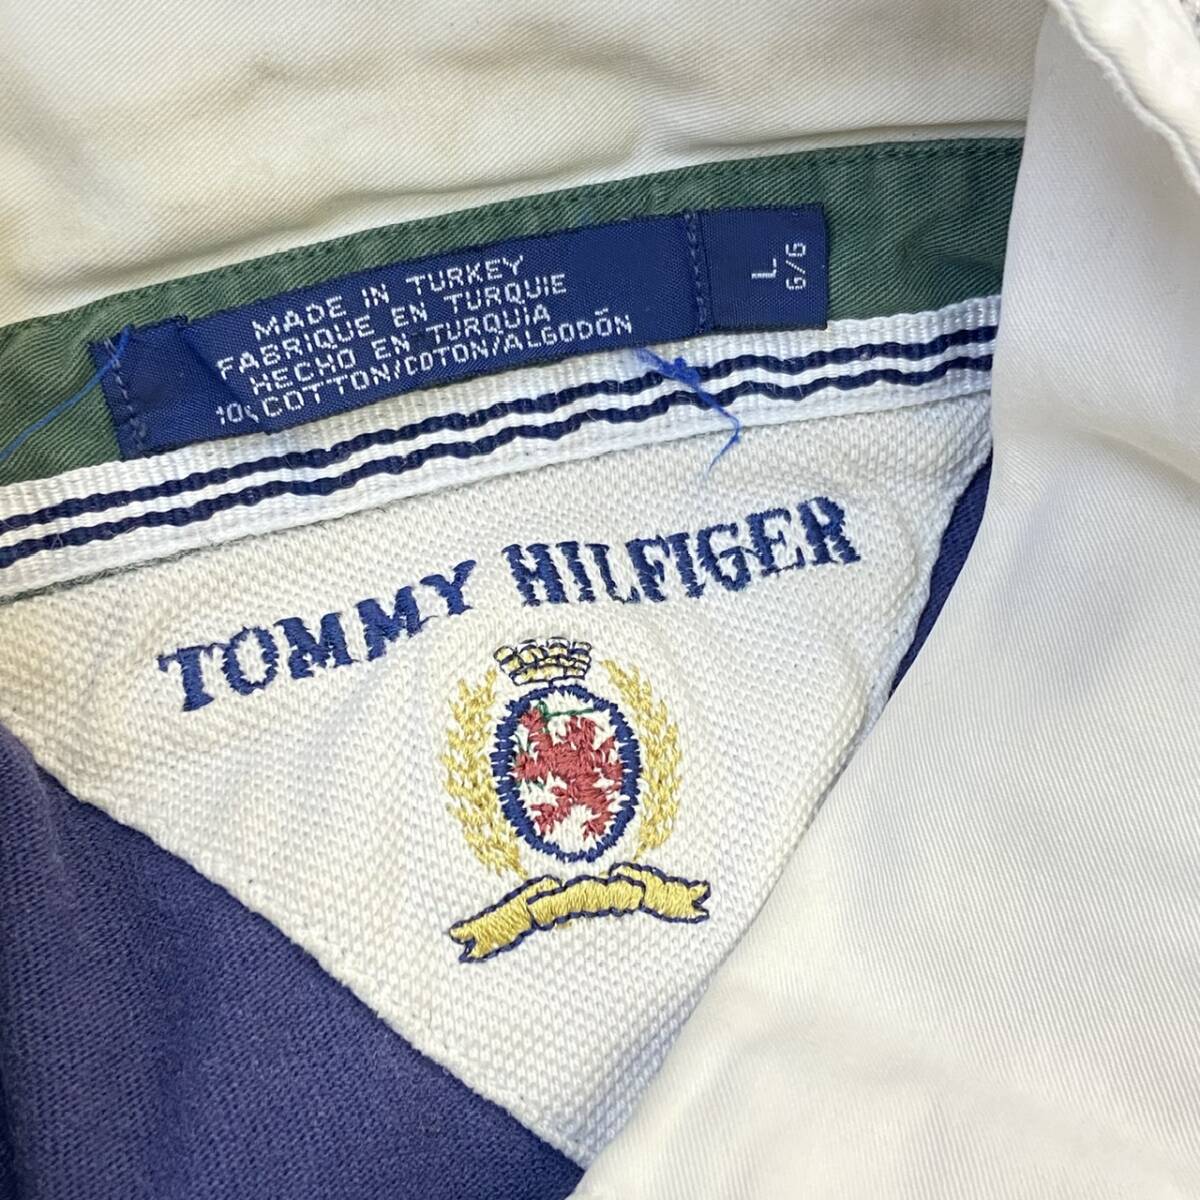 MADE IN TURKEY
FABRIQUE EN TURQUIE
HECHO EN TURQUIA
COTTON/COTON/ALGODÓN
L
G/G
TOMMY HILFIGER